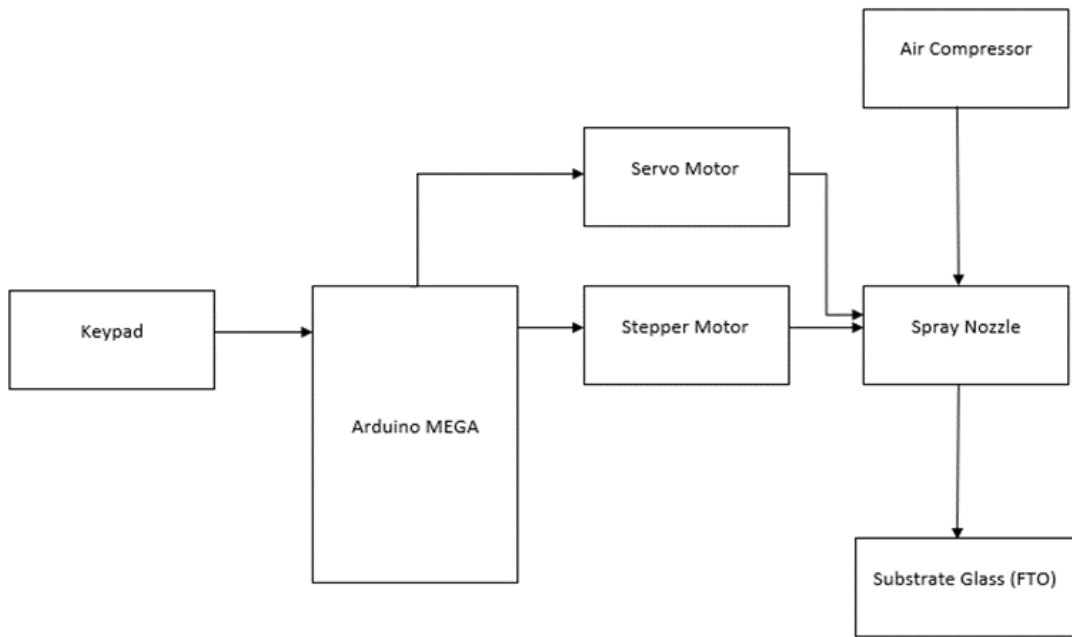 Air Compressor
Servo Motor
Keypad
Stepper Motor
Spray Nozzle
Arduino MEGA
Substrate Glass (FTO)